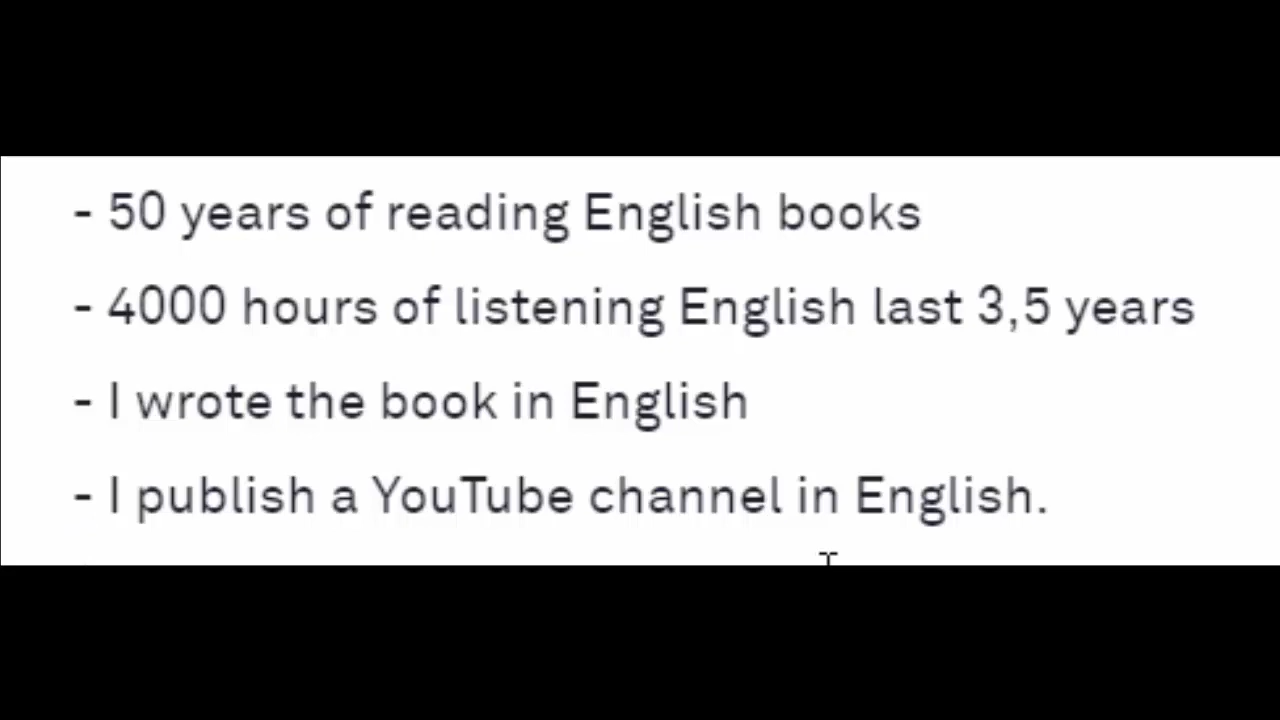 - 50 years of reading English books
- 4000 hours of listening English last 3,5 years
- I wrote the book in English
- I publish a YouTube channel in English.